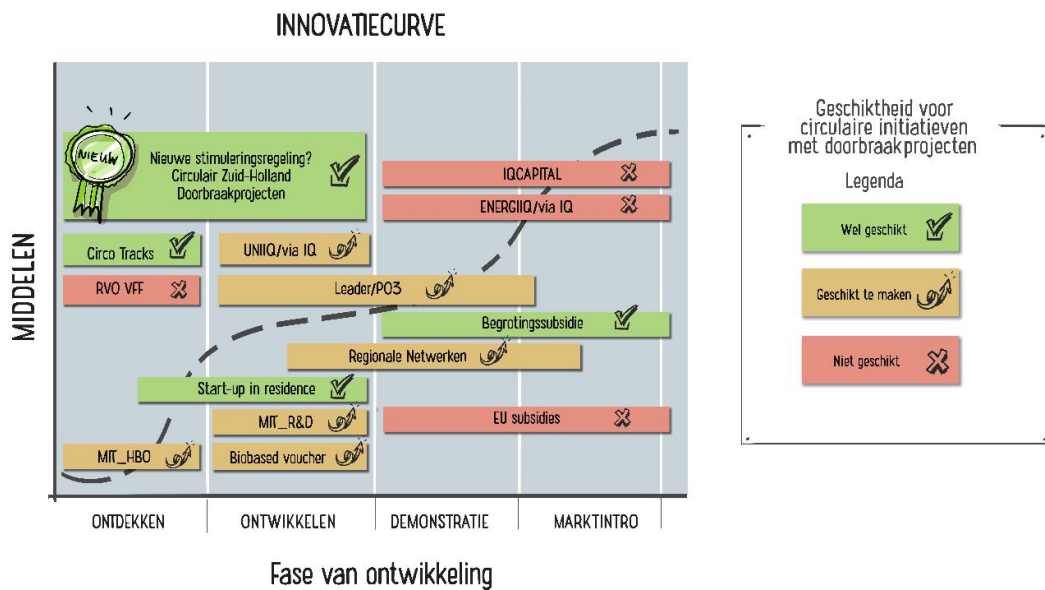 INNOVATIECURVE
MIDDELEN
NIEUW
Nieuwe stimuleringsregeling?
Circulair Zuid-Holland
Doorbraakprojecten
IQCAPITAL
ENERGIIQ/via IQ
Circo Tracks
UNIIQ/via IQ
RVO VFF
Leader/PO3
Begrotingssubsidie
Regionale Netwerken
Start-up in residence
MIT_R&D
EU subsidies
MIT_HBO
Biobased voucher
ONTDEKKEN
ONTWIKKELEN
DEMONSTRATIE
MARKTINTRO
Fase van ontwikkeling
Geschiktheid voor
circulaire initiatieven
met doorbraakprojecten
Legenda
Wel geschikt
Geschikt te maken
Niet geschikt